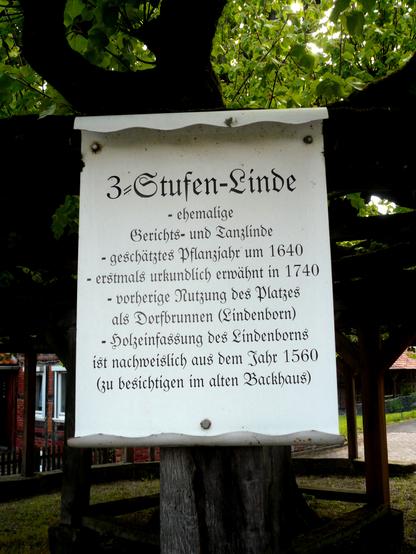 3-Stufen-Linde
- ehemalige
Gerichts- und Tanzlinde
- geschätztes Pflanzjahr um 1640
- erstmals urkundlich erwähnt in 1740
- vorherige Nutzung des Platzes
als Dorfbrunnen (Lindenborn)
- Holzeinfassung des Lindenborns
ist nachweislich aus dem Jahr 1560
(zu besichtigen im alten Backhaus)